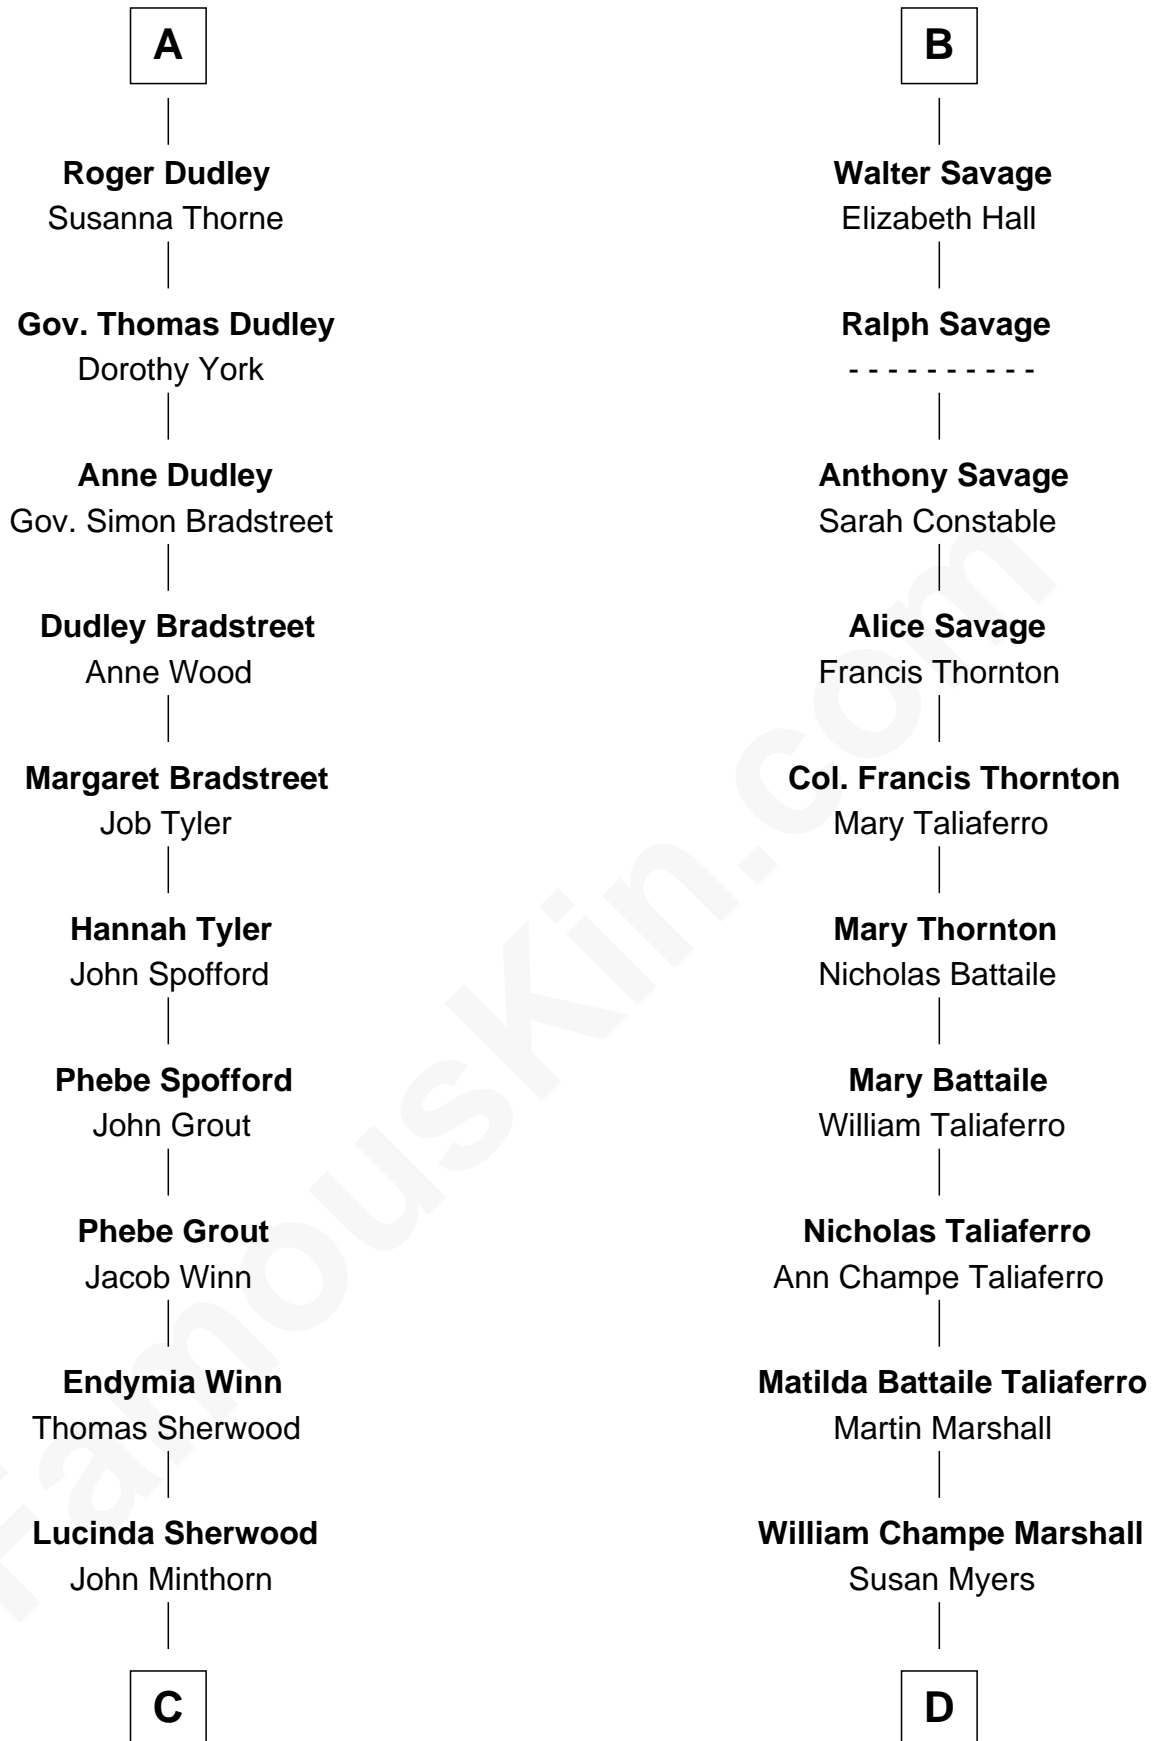 A
Roger Dudley
Susanna Thorne
Gov. Thomas Dudley
Dorothy York
Anne Dudley
Gov. Simon Bradstreet
Dudley Bradstreet
Anne Wood
Margaret Bradstreet
Job Tyler
Hannah Tyler
John Spofford
Phebe Spofford
John Grout
Phebe Grout
Jacob Winn
Endymia Winn
Thomas Sherwood
Lucinda Sherwood
John Minthorn
C
B
Walter Savage
Elizabeth Hall
Ralph Savage
- - - - - - - - - -
Anthony Savage
Sarah Constable
Alice Savage
Francis Thornton
Col. Francis Thornton
Mary Taliaferro
Mary Thornton
Nicholas Battaile
Mary Battaile
William Taliaferro
Nicholas Taliaferro
Ann Champe Taliaferro
Matilda Battaile Taliaferro
Martin Marshall
William Champe Marshall
Susan Myers
D
FamousKin.com